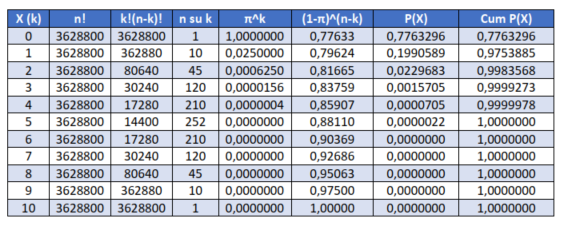 X (k) n! k!(n-k)! n su k π^k (1-π)^(n-k) P(X) Cum P(X)
0 3628800 3628800 1 1,0000000 0,77633 0,7763296 0,7763296
1 3628800 362880 10 0,0250000 0,79624 0,1990589 0,9753885
2 3628800 80640 45 0,0006250 0,81665 0,0229683 0,9983568
3 3628800 30240 120 0,0000156 0,83759 0,0015705 0,9999273
4 3628800 17280 210 0,0000004 0,85907 0,0000705 0,9999978
5 3628800 14400 252 0,0000000 0,88110 0,0000022 1,0000000
6 3628800 17280 210 0,0000000 0,90369 0,0000000 1,0000000
7 3628800 30240 120 0,0000000 0,92686 0,0000000 1,0000000
8 3628800 80640 45 0,0000000 0,95063 0,0000000 1,0000000
9 3628800 362880 10 0,0000000 0,97500 0,0000000 1,0000000
10 3628800 3628800 1 0,0000000 1,00000 0,0000000 1,0000000